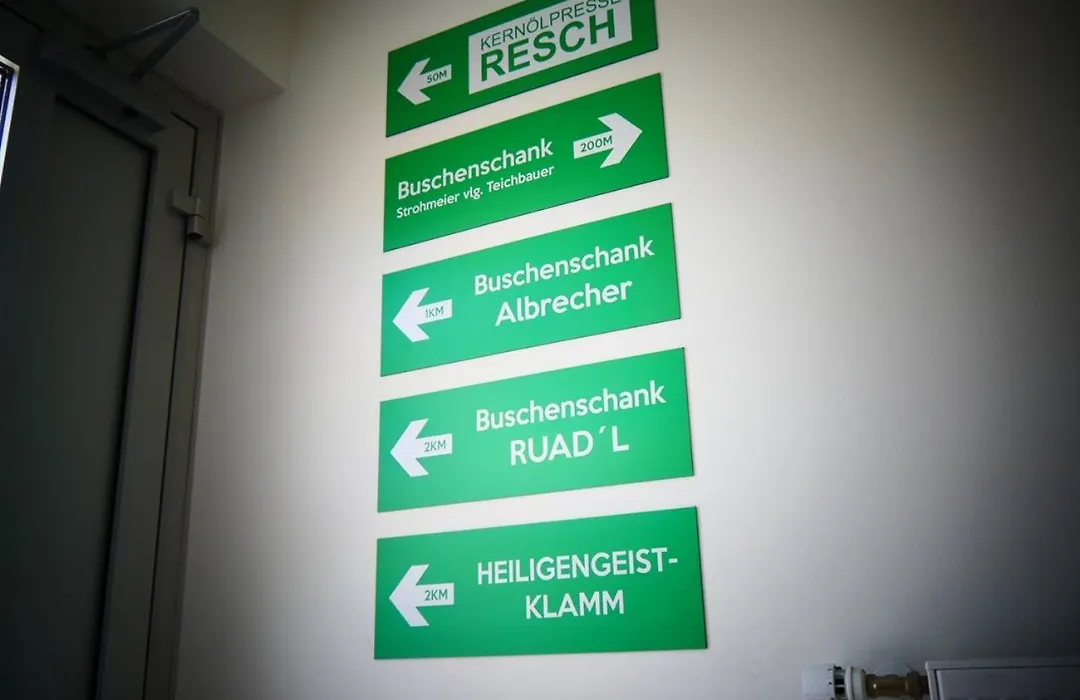 KERNÖLPRESSE
RESCH
50M
Buschenschank
Strohmeier vlg. Teichbauer
200M
Buschenschank
Albrecher
1KM
Buschenschank
RUAD´L
2KM
HEILIGENGEIST-
KLAMM
2KM